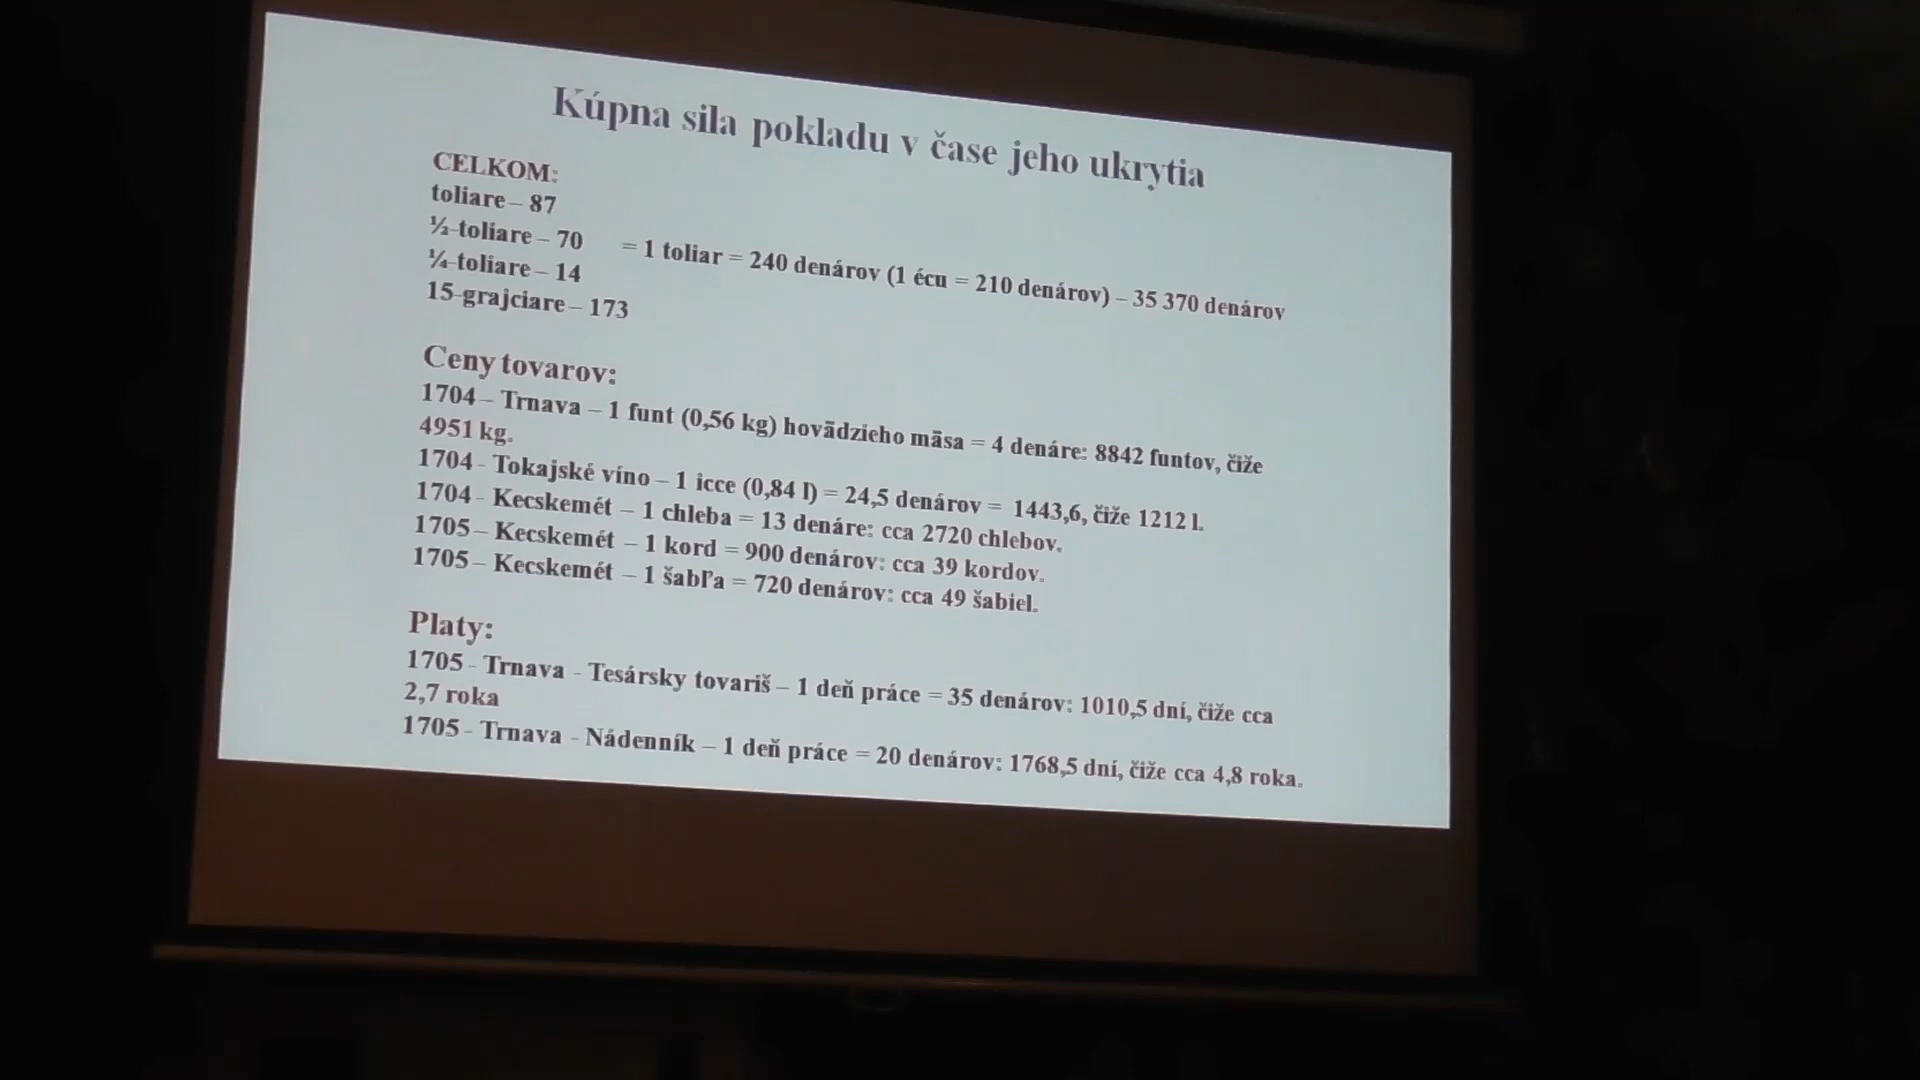 Kúpna sila pokladu v čase jeho ukrytia
CELKOM:
toliare – 87
½-toliare – 70
¼-toliare – 14
15-grajciare – 173
= 1 toliar = 240 denárov (1 écu = 210 denárov) – 35 370 denárov
Ceny tovarov:
1704 – Trnava – 1 funt (0,56 kg) hovädzieho mäsa = 4 denáre: 8842 funtov, čiže
4951 kg.
1704 - Tokajské víno – 1 icce (0,84 l) = 24,5 denárov = 1443,6, čiže 1212 l.
1704 - Kecskemét – 1 chleba = 13 denáre: cca 2720 chlebov.
1705 – Kecskemét – 1 kord = 900 denárov: cca 39 kordov.
1705 – Kecskemét – 1 šabľa = 720 denárov: cca 49 šabiel.
Platy:
1705 - Trnava - Tesársky tovariš – 1 deň práce = 35 denárov: 1010,5 dní, čiže cca
2,7 roka
1705 - Trnava - Nádenník – 1 deň práce = 20 denárov: 1768,5 dní, čiže cca 4,8 roka.